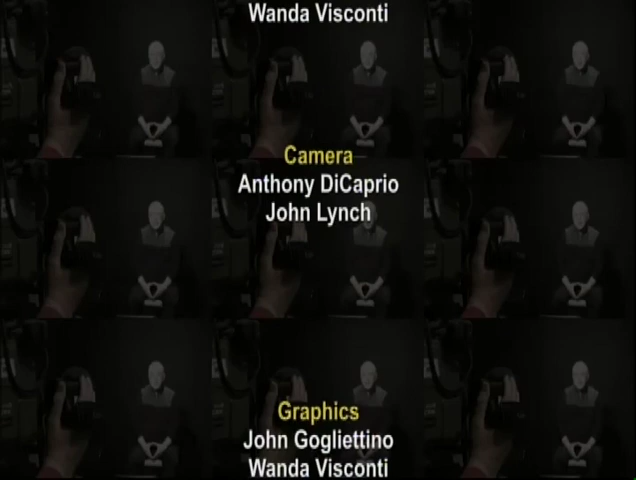 Wanda Visconti
Camera
Anthony DiCaprio
John Lynch
Graphics
John Gogliettino
Wanda Visconti